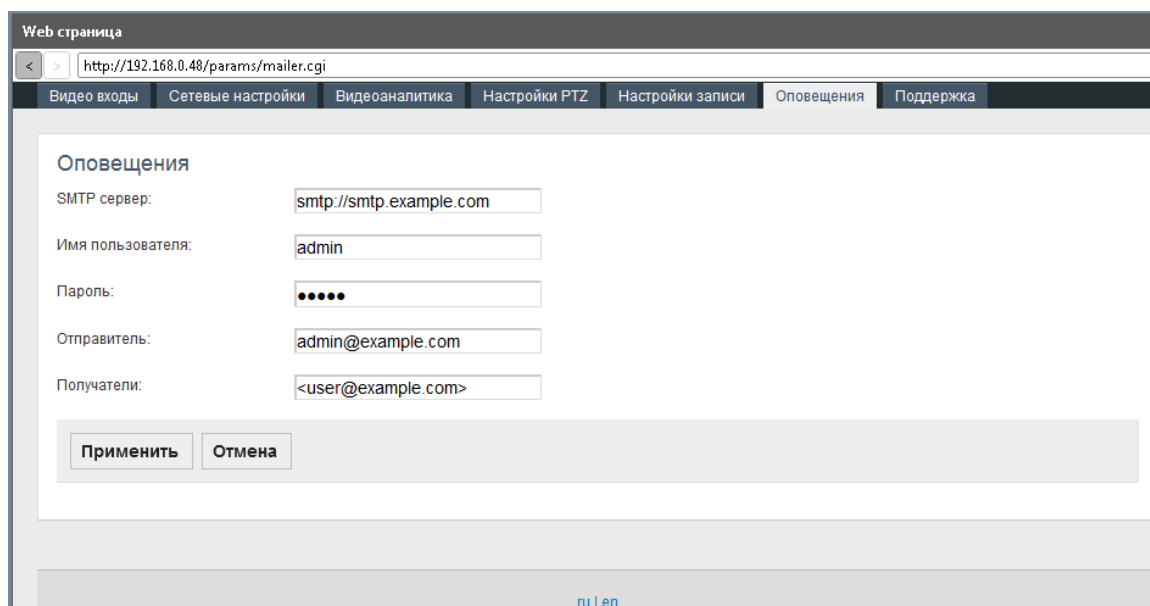 Web страница
< > http://192.168.0.48/params/mailer.cgi
Видео входы Сетевые настройки Видеоаналитика Настройки PTZ Настройки записи Оповещения Поддержка
Оповещения
SMTP сервер: smtp://smtp.example.com
Имя пользователя: admin
Пароль: •••••
Отправитель: admin@example.com
Получатели: <user@example.com>
Применить Отмена
ru | en